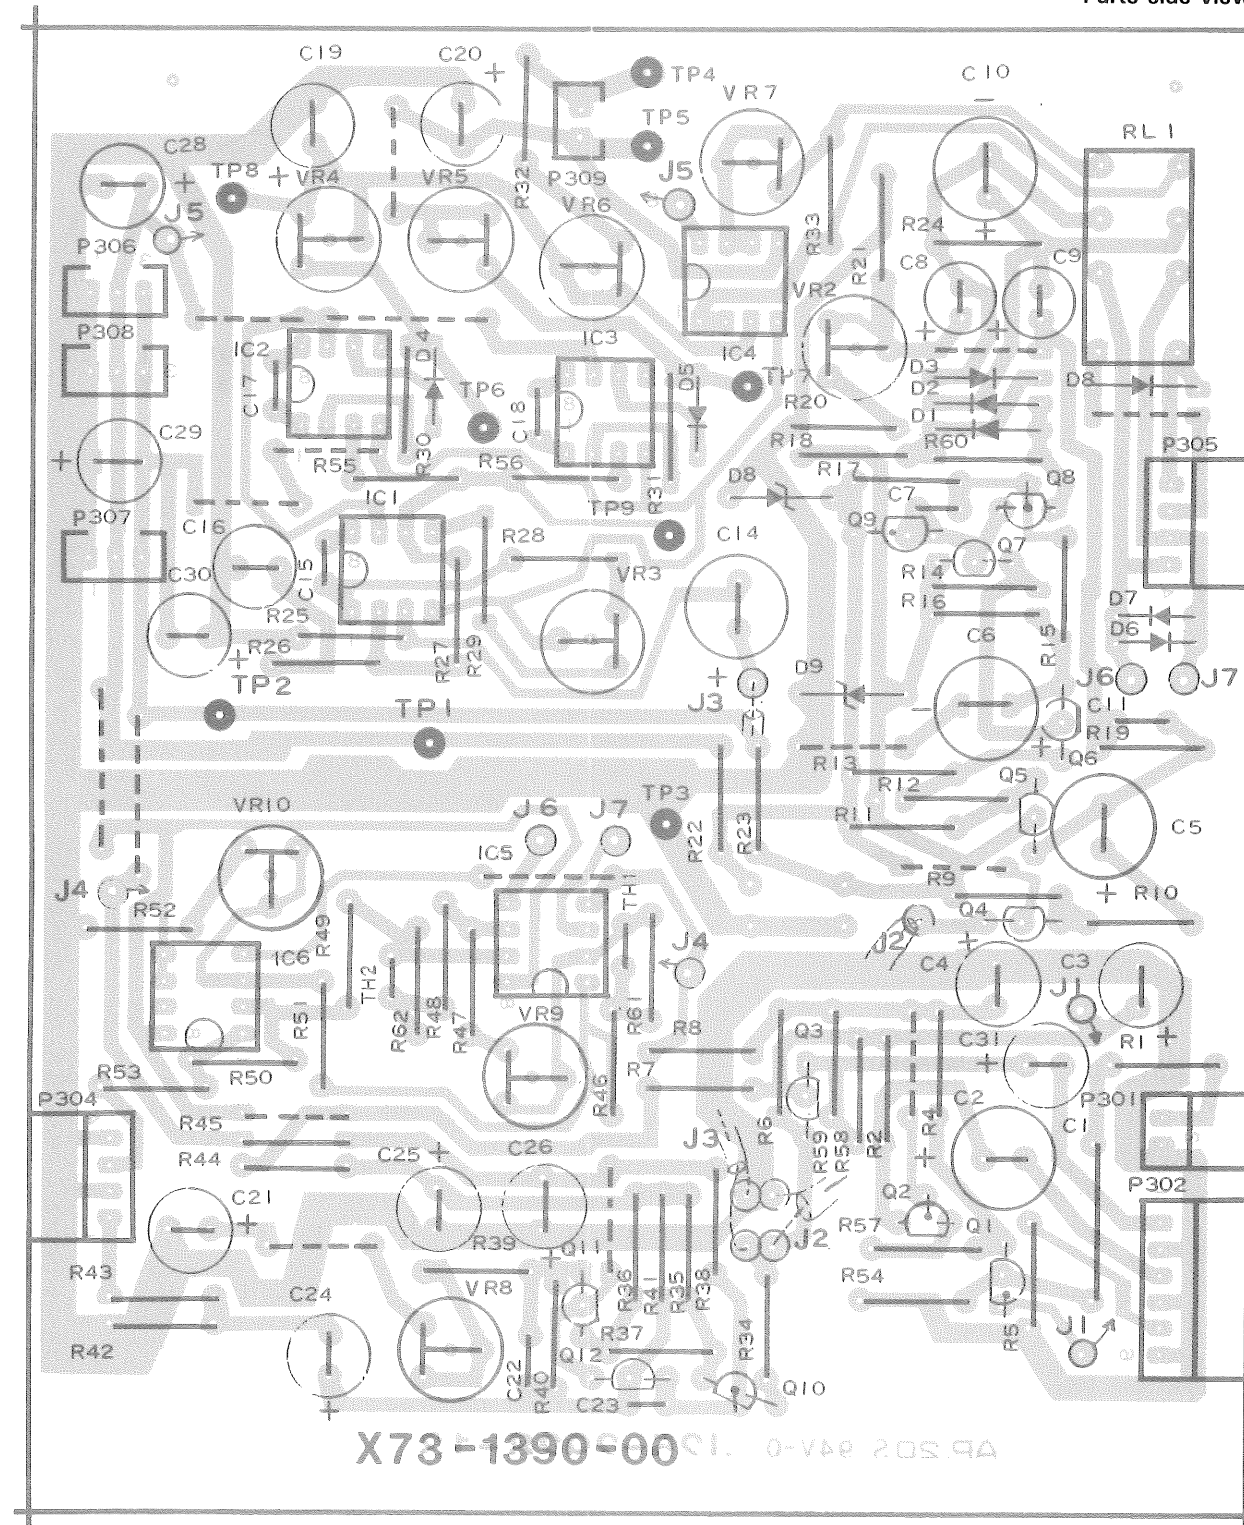 C19
C20
+
TP4
VR7
C10
−
TP5
RL1
C28
+
TP8
+
VR4
VR5
R32
P309
J5
VR6
R33
R21
R24
+
J5
P306
C8
C9
VR2
P308
IC2
D4
IC3
IC4
D5
+
+
D3
D2
D8
D1
C17
TP6
C18
R20
R18
R60
C29
+
R55
R30
R56
R31
R17
P305
D8
C7
Q8
P307
IC1
TP9
C14
Q9
C16
R28
Q7
C30
C15
VR3
R14
R16
D7
R25
C6
R15
D6
R26
+
R27
R29
D9
TP2
+
J3
J6
J7
TP1
−
C11
R19
+
R13
Q6
R12
Q5
VR10
J6
J7
TP3
R22
R23
R11
C5
IC5
TH1
R9
+
R10
J4
R52
R49
Q4
J4
J2
+
IC6
TH2
C4
C3
J1
R51
R62
R48
R47
VR9
R61
R8
Q3
C31
+
R1
+
R53
R50
R7
P304
R46
C2
P301
R45
R6
R4
C1
R44
C25
+
C26
J3
R59
R58
R2
+
P302
C21
+
Q2
Q1
R57
R39
Q11
+
J2
R43
R36
R41
R35
R38
R54
C24
VR8
R5
J1
R42
R37
R34
Q12
C22
R40
Q10
+
C23
X73-1390-00